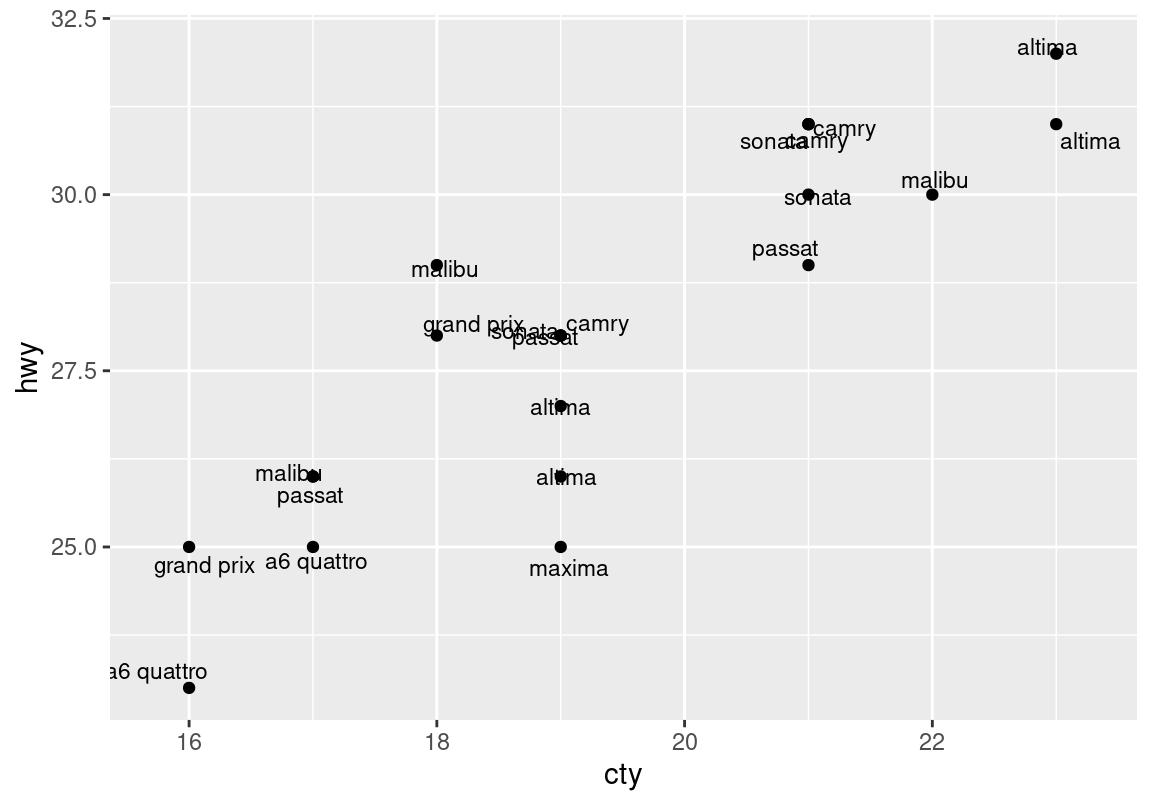 32.5
altima
camry
sonata
camry
altima
30.0
malibu
sonata
passat
malibu
grand prix
sonata
camry
passat
hwy
27.5
altima
malibu
altima
passat
25.0
grand prix
a6 quattro
maxima
a6 quattro
16
18
20
22
cty